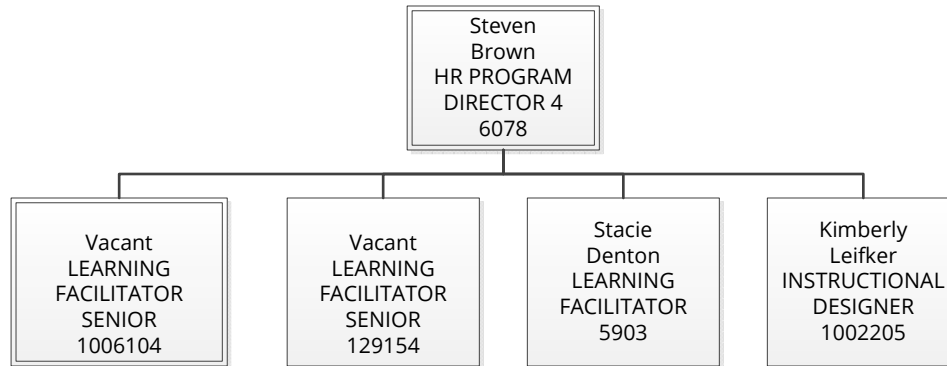 Steven
Brown
HR PROGRAM
DIRECTOR 4
6078
Vacant
LEARNING
FACILITATOR
SENIOR
1006104
Vacant
LEARNING
FACILITATOR
SENIOR
129154
Stacie
Denton
LEARNING
FACILITATOR
5903
Kimberly
Leifker
INSTRUCTIONAL
DESIGNER
1002205